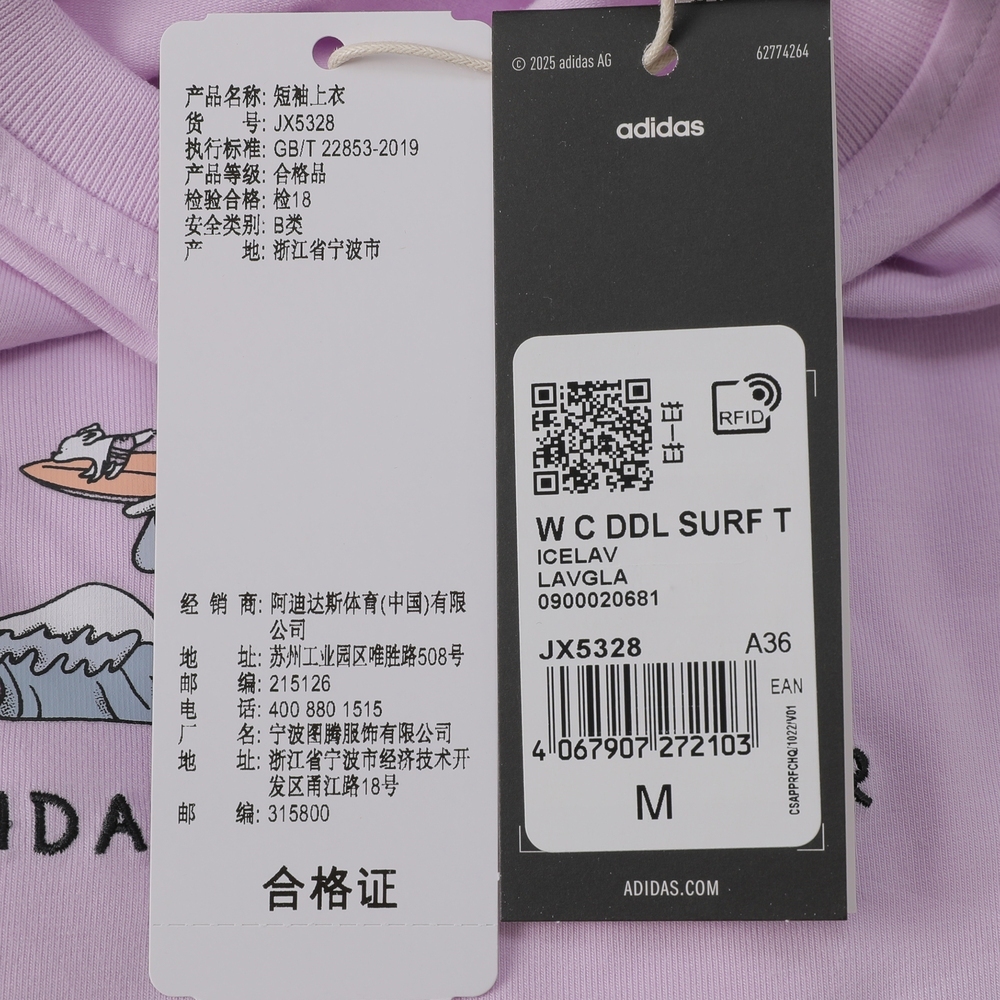 产品名称: 短袖上衣
货 号: JX5328
执行标准: GB/T 22853-2019
产品等级: 合格品
检验合格: 检18
安全类别: B类
产 地: 浙江省宁波市
经 销 商: 阿迪达斯体育(中国)有限
公司
地 址: 苏州工业园区唯胜路508号
邮 编: 215126
电 话: 400 880 1515
厂 名: 宁波图腾服饰有限公司
地 址: 浙江省宁波市经济技术开
发区甬江路18号
邮 编: 315800
合格证
© 2025 adidas AG
62774264
adidas
扫一扫
RFID
W C DDL SURF T
ICELAV
LAVGLA
0900020681
JX5328 A36
EAN
4 067907 272103
CSAPPRFCHQ/1022/V01
M
ADIDAS.COM
IDA
R